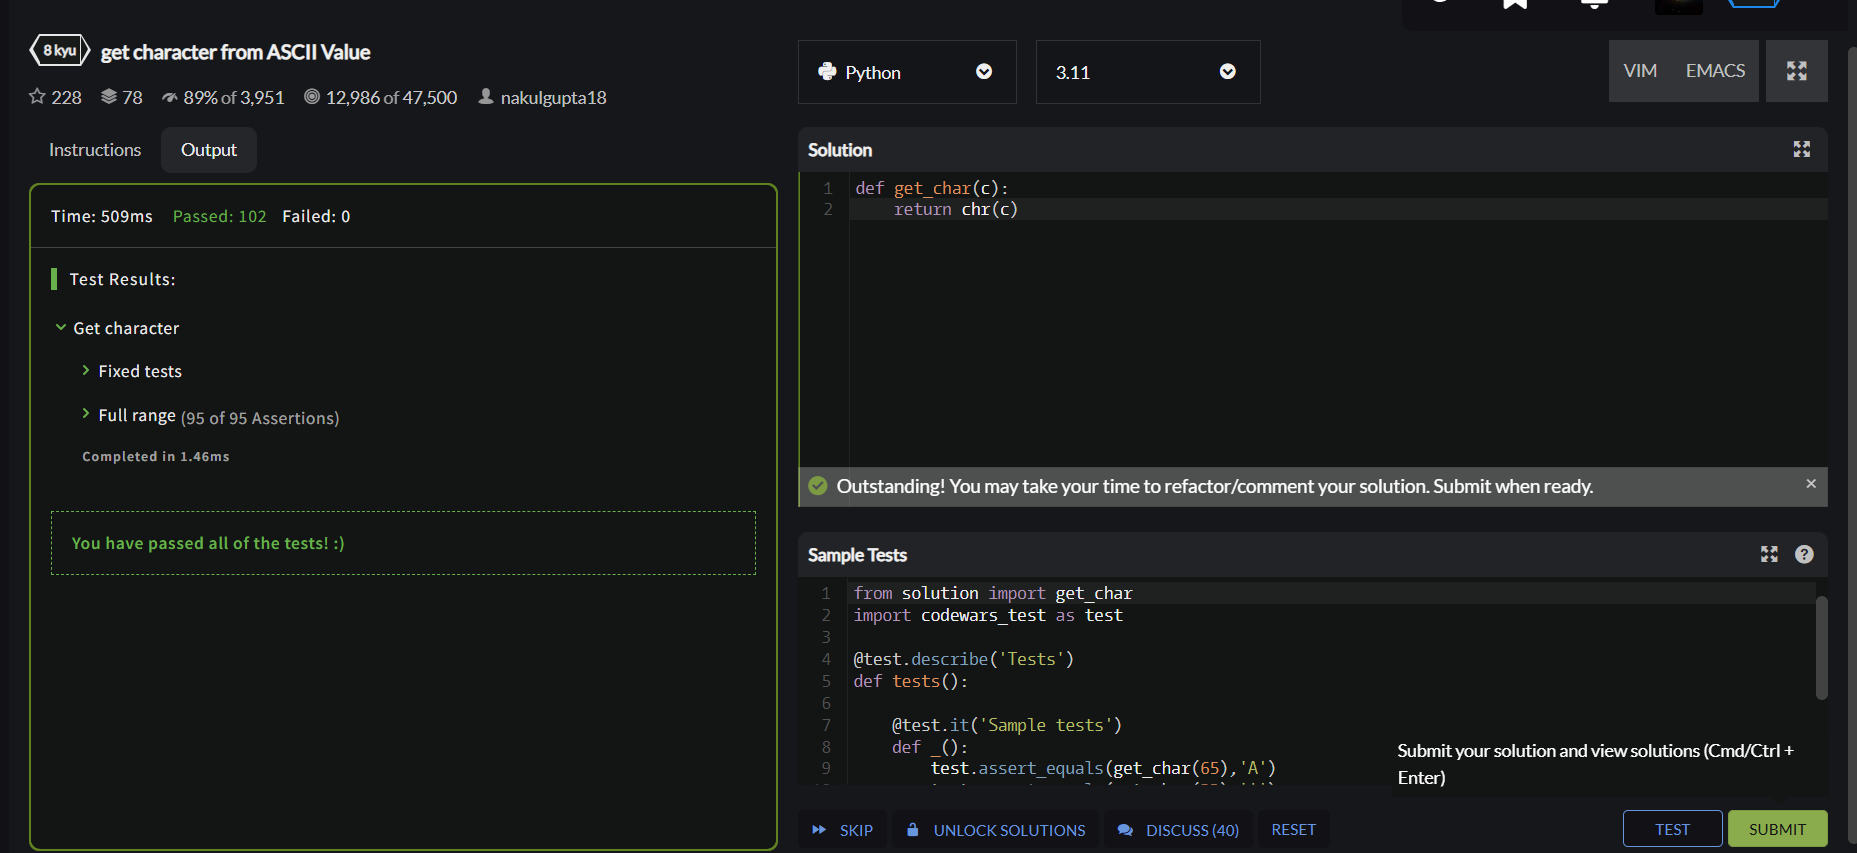 8 kyu get character from ASCII Value
228 78 89% of 3,951 12,986 of 47,500 nakulgupta18
Instructions Output
Time: 509ms Passed: 102 Failed: 0
Test Results:
Get character
Fixed tests
Full range (95 of 95 Assertions)
Completed in 1.46ms
You have passed all of the tests! :)
Python 3.11 VIM EMACS
Solution
1 def get_char(c):
2     return chr(c)
Outstanding! You may take your time to refactor/comment your solution. Submit when ready. ×
Sample Tests ?
1 from solution import get_char
2 import codewars_test as test
3
4 @test.describe('Tests')
5 def tests():
6
7     @test.it('Sample tests')
8     def _():
9         test.assert_equals(get_char(65),'A')
Submit your solution and view solutions (Cmd/Ctrl +
Enter)
SKIP UNLOCK SOLUTIONS DISCUSS (40) RESET TEST SUBMIT